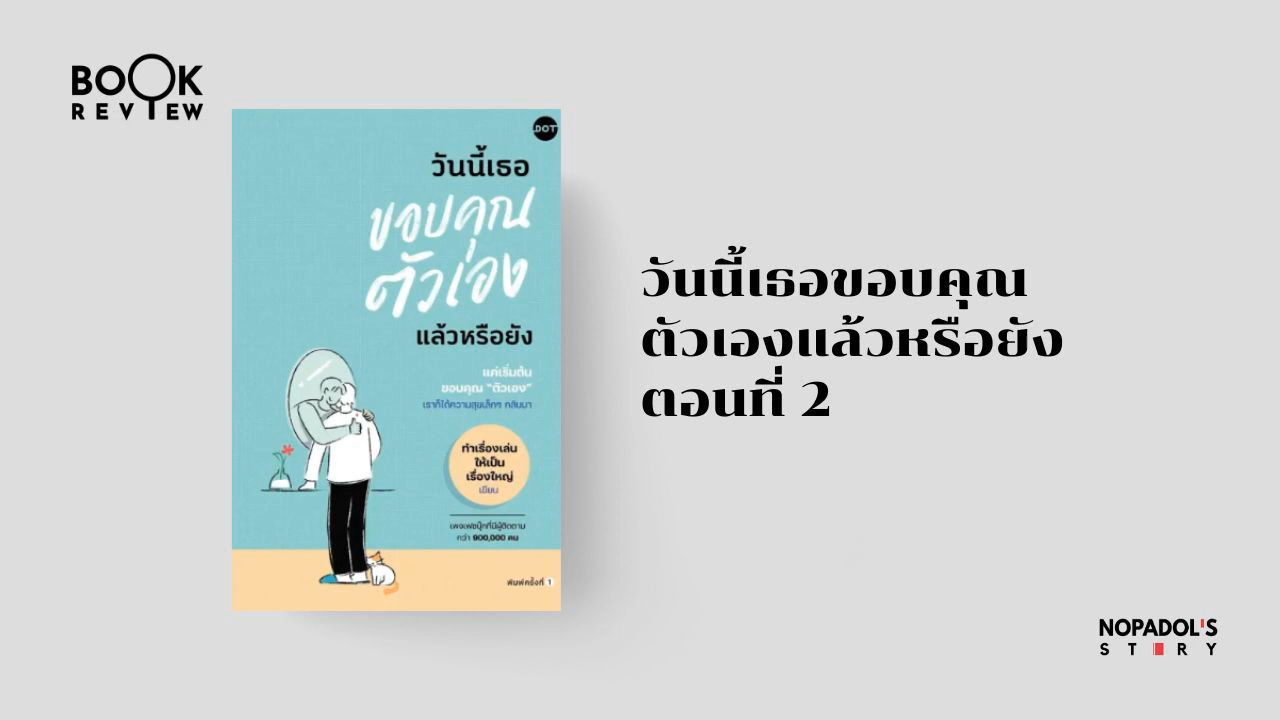 BOOK
REVIEW
DOT
วันนี้เธอ
ขอบคุณ
ตัวเอง
แล้วหรือยัง
แค่เริ่มต้น
ขอบคุณ “ตัวเอง”
เราก็ได้ความสุขเล็กๆ กลับมา
ทำเรื่องเล่น
ให้เป็น
เรื่องใหญ่
เขียน
เพจเฟซบุ๊กที่มีผู้ติดตาม
กว่า 900,000 คน
พิมพ์ครั้งที่ 1
วันนี้เธอขอบคุณ
ตัวเองแล้วหรือยัง
ตอนที่ 2
NOPADOL'S
STORY